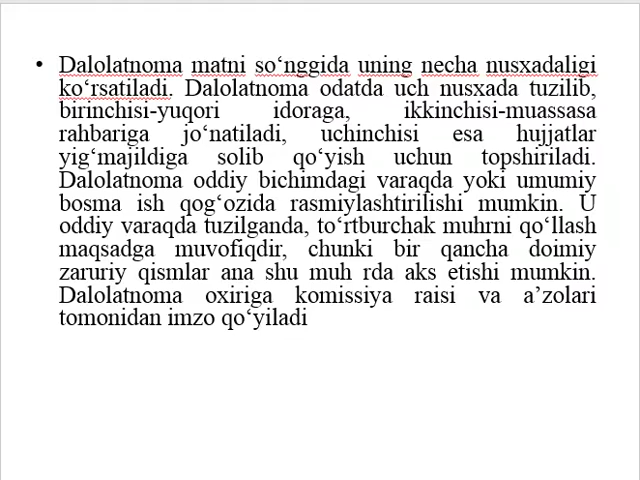 • Dalolatnoma matni so‘nggida uning necha nusxadaligi
ko‘rsatiladi. Dalolatnoma odatda uch nusxada tuzilib,
birinchisi-yuqori idoraga, ikkinchisi-muassasa
rahbariga jo‘natiladi, uchinchisi esa hujjatlar
yig‘majildiga solib qo‘yish uchun topshiriladi.
Dalolatnoma oddiy bichimdagi varaqda yoki umumiy
bosma ish qog‘ozida rasmiylashtirilishi mumkin. U
oddiy varaqda tuzilganda, to‘rtburchak muhrni qo‘llash
maqsadga muvofiqdir, chunki bir qancha doimiy
zaruriy qismlar ana shu muh rda aks etishi mumkin.
Dalolatnoma oxiriga komissiya raisi va a’zolari
tomonidan imzo qo‘yiladi